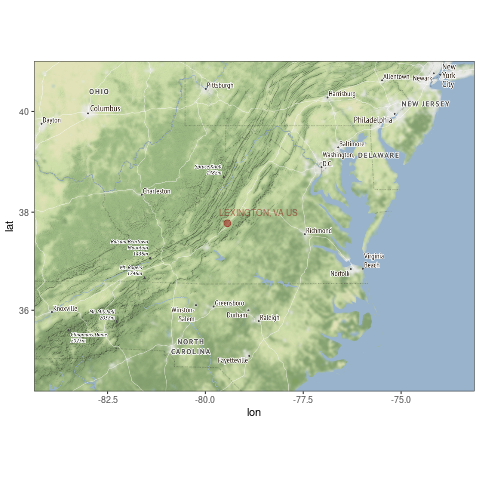 New
York
City
Allentown
Newark
Pittsburgh
OHIO
Harrisburg
Columbus
NEW JERSEY
40
Dayton
Philadelphia
Baltimore
Washington,
D.C.
DELAWARE
Charleston
38
LEXINGTON, VA US
Richmond
Virginia
Beach
Norfolk
lat
Knoxville
36
Winston
Salem
Greensboro
Durham
Raleigh
NORTH
CAROLINA
Fayetteville
-82.5
-80.0
-77.5
-75.0
lon